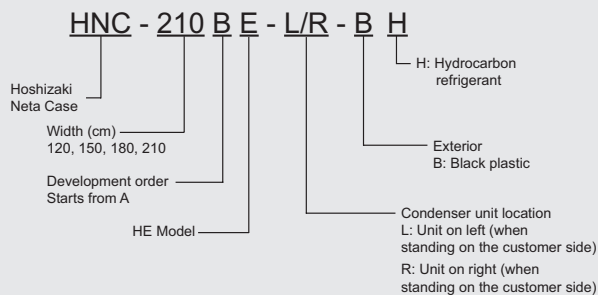 HNC - 210 B E - L/R - B H
H: Hydrocarbon
refrigerant
Hoshizaki
Neta Case
Width (cm)
120, 150, 180, 210
Exterior
B: Black plastic
Development order
Starts from A
HE Model
Condenser unit location
L: Unit on left (when
standing on the customer side)
R: Unit on right (when
standing on the customer side)